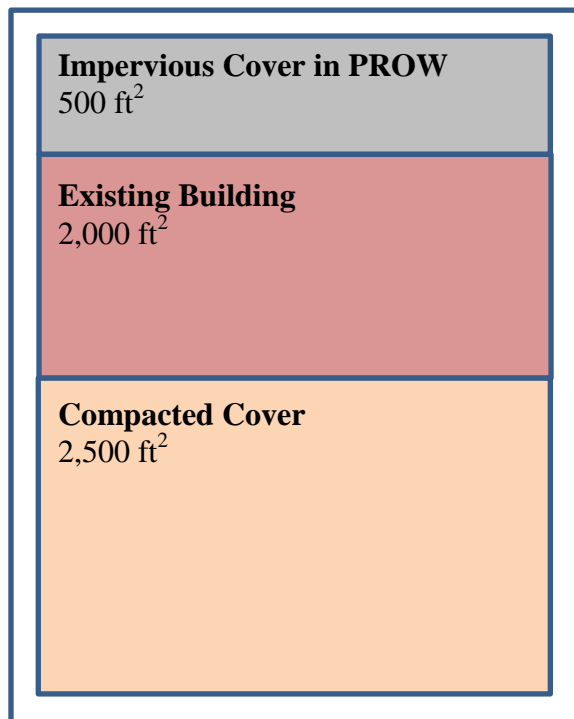 Impervious Cover in PROW
500 ft²
Existing Building
2,000 ft²
Compacted Cover
2,500 ft²